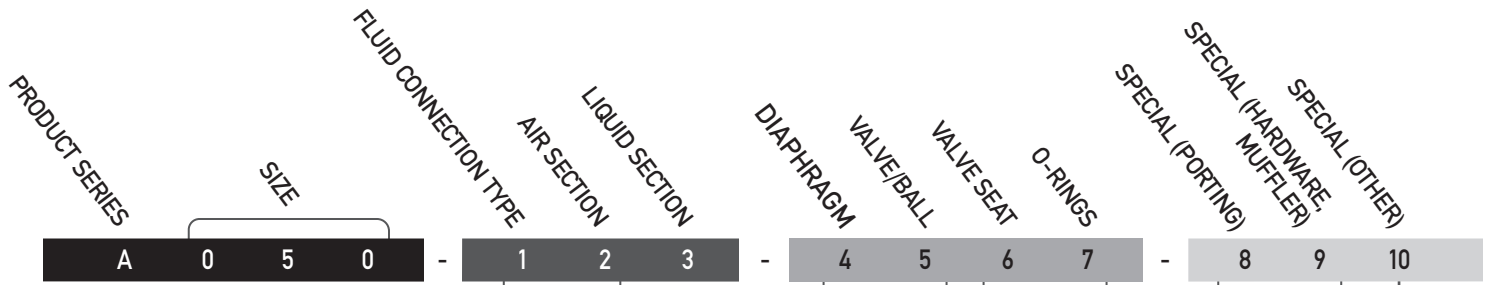 PRODUCT SERIES
SIZE
FLUID CONNECTION TYPE
AIR SECTION
LIQUID SECTION
DIAPHRAGM
VALVE/BALL
VALVE SEAT
O-RINGS
SPECIAL (PORTING)
SPECIAL (HARDWARE,
MUFFLER)
SPECIAL (OTHER)
A 0 5 0 - 1 2 3 - 4 5 6 7 - 8 9 10